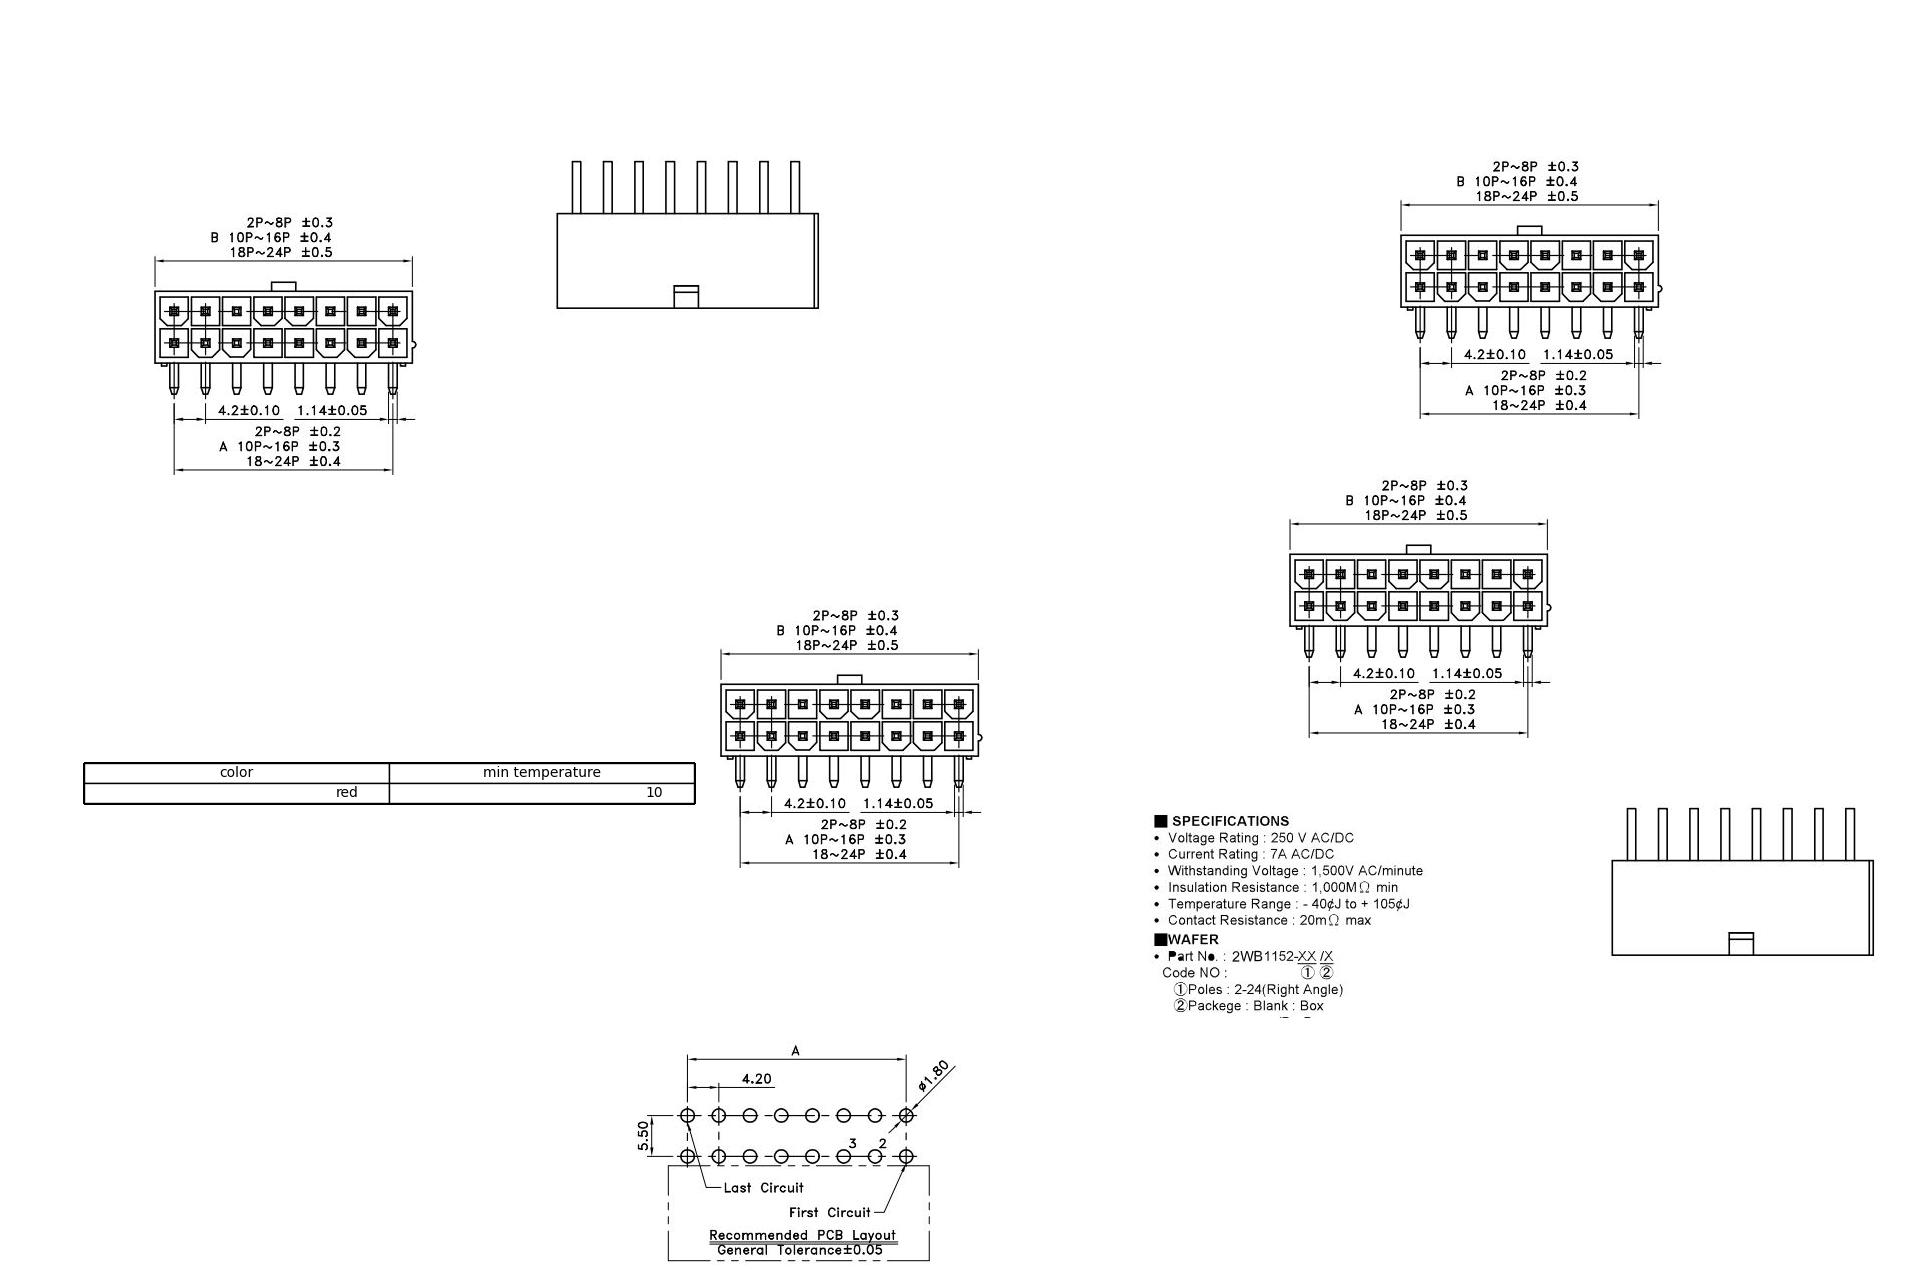 2P~8P ±0.3
B 10P~16P ±0.4
18P~24P ±0.5
4.2±0.10 1.14±0.05
2P~8P ±0.2
A 10P~16P ±0.3
18~24P ±0.4
2P~8P ±0.3
B 10P~16P ±0.4
18P~24P ±0.5
4.2±0.10 1.14±0.05
2P~8P ±0.2
A 10P~16P ±0.3
18~24P ±0.4
2P~8P ±0.3
B 10P~16P ±0.4
18P~24P ±0.5
4.2±0.10 1.14±0.05
2P~8P ±0.2
A 10P~16P ±0.3
18~24P ±0.4
2P~8P ±0.3
B 10P~16P ±0.4
18P~24P ±0.5
4.2±0.10 1.14±0.05
2P~8P ±0.2
A 10P~16P ±0.3
18~24P ±0.4
color min temperature
red 10
■ SPECIFICATIONS
• Voltage Rating : 250 V AC/DC
• Current Rating : 7A AC/DC
• Withstanding Voltage : 1,500V AC/minute
• Insulation Resistance : 1,000MΩ min
• Temperature Range : - 40¢J to + 105¢J
• Contact Resistance : 20mΩ max
■WAFER
• Part No. : 2WB1152-XX /X
Code NO : ① ②
①Poles : 2-24(Right Angle)
②Packege : Blank : Box
A
4.20
ø1.80
5.50
3 2
Last Circuit
First Circuit
Recommended PCB Layout
General Tolerance±0.05